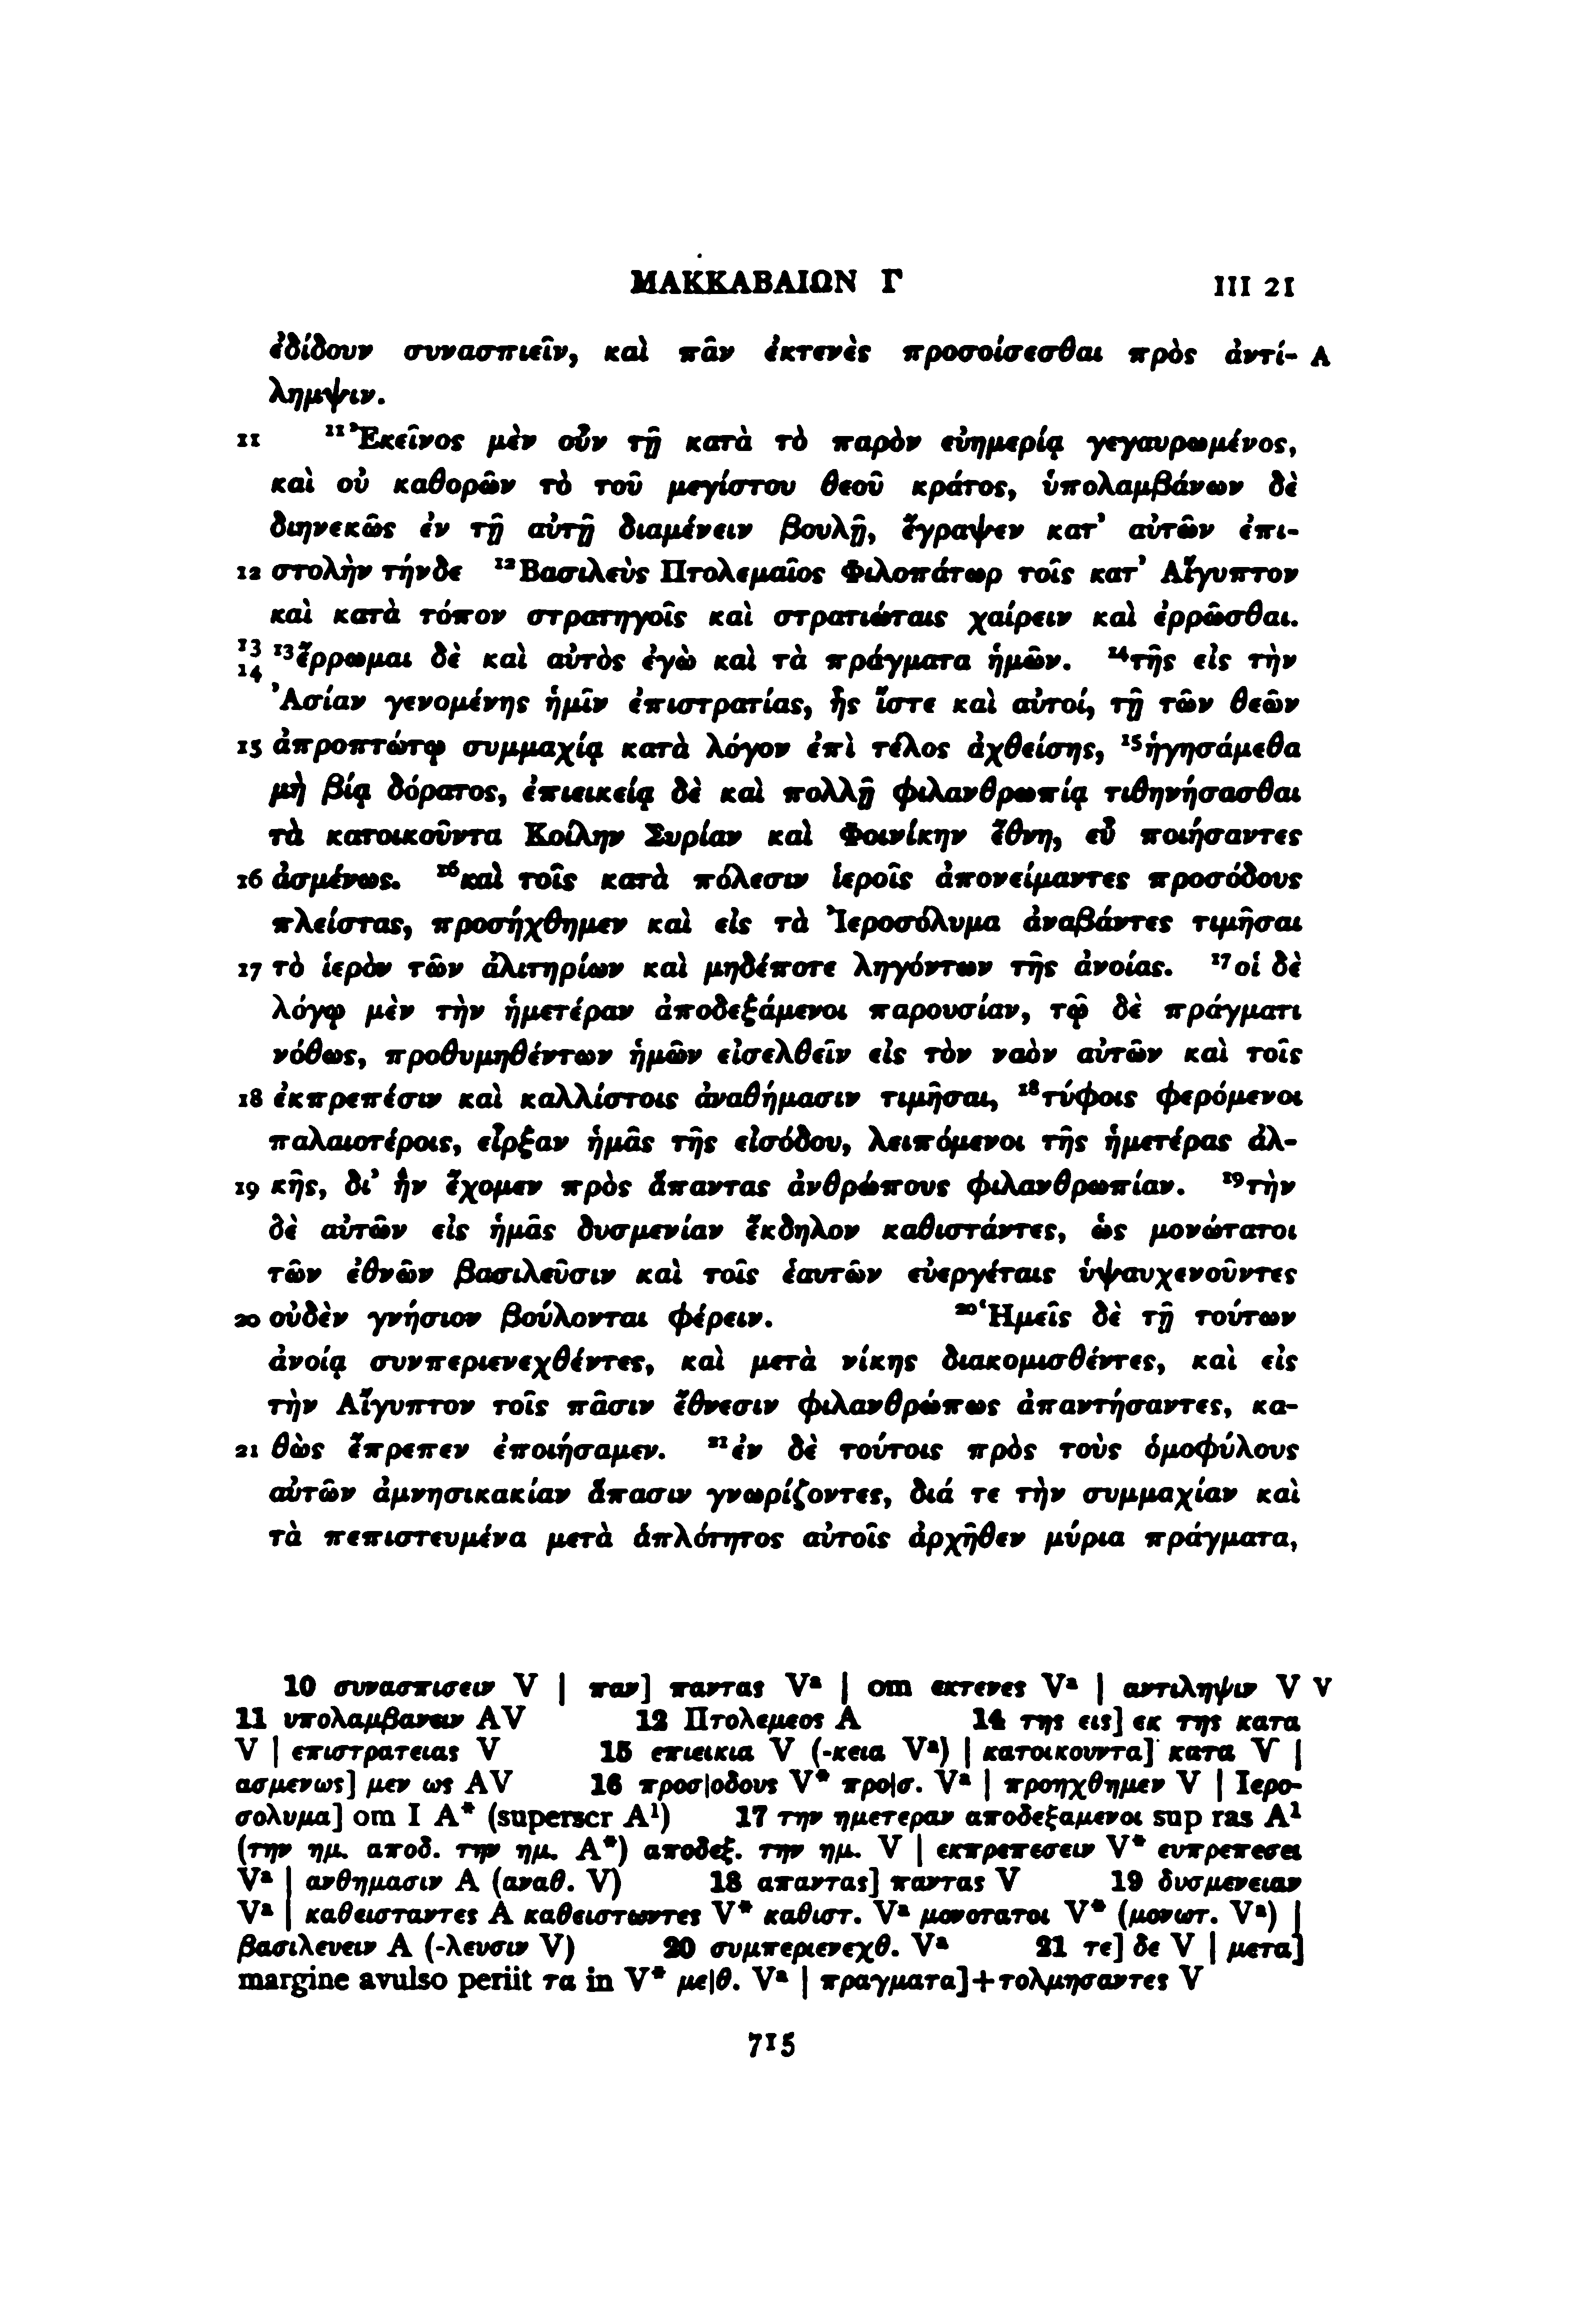 ΜΑΚΚΑΒΑΙΩΝ Γ III 21
ἐδίδουν συνασπιεῖν, καὶ πᾶν ἐκτενὲς προσοίσεσθαι πρὸς ἀντί- A
λημψιν.
11 ¹¹Ἐκεῖνος μὲν οὖν τῇ κατὰ τὸ παρὸν εὐημερίᾳ γεγαυρωμένος,
καὶ οὐ καθορῶν τὸ τοῦ μεγίστου θεοῦ κράτος, ὑπολαμβάνων δὲ
διηνεκῶς ἐν τῇ αὐτῇ διαμένειν βουλῇ, ἔγραψεν κατ’ αὐτῶν ἐπι-
12 στολὴν τήνδε ¹²Βασιλεὺς Πτολεμαῖος Φιλοπάτωρ τοῖς κατ’ Αἴγυπτον
καὶ κατὰ τόπον στρατηγοῖς καὶ στρατιώταις χαίρειν καὶ ἐρρῶσθαι.
13 ¹³ἔρρωμαι δὲ καὶ αὐτὸς ἐγὼ καὶ τὰ πράγματα ἡμῶν. ¹⁴τῆς εἰς τὴν
14 Ἀσίαν γενομένης ἡμῖν ἐπιστρατίας, ἧς ἴστε καὶ αὐτοί, τῇ τῶν θεῶν
15 ἀπροπτώτῳ συμμαχίᾳ κατὰ λόγον ἐπὶ τέλος ἀχθείσης, ¹⁵ἡγησάμεθα
μὴ βίᾳ δόρατος, ἐπιεικείᾳ δὲ καὶ πολλῇ φιλανθρωπίᾳ τιθηνήσασθαι
τὰ κατοικοῦντα Κοίλην Συρίαν καὶ Φοινίκην ἔθνη, εὖ ποιήσαντες
16 ἀσμένως. ¹⁶καὶ τοῖς κατὰ πόλεσιν ἱεροῖς ἀπονείμαντες προσόδους
πλείστας, προσήχθημεν καὶ εἰς τὰ Ἰεροσόλυμα ἀναβάντες τιμῆσαι
17 τὸ ἱερὸν τῶν ἀλιτηρίων καὶ μηδέποτε ληγόντων τῆς ἀνοίας. ¹⁷οἱ δὲ
λόγῳ μὲν τὴν ἡμετέραν ἀποδεξάμενοι παρουσίαν, τῷ δὲ πράγματι
νόθως, προθυμηθέντων ἡμῶν εἰσελθεῖν εἰς τὸν ναὸν αὐτῶν καὶ τοῖς
18 ἐκπρεπέσιν καὶ καλλίστοις ἀναθήμασιν τιμῆσαι, ¹⁸τύφοις φερόμενοι
παλαιοτέροις, εἶρξαν ἡμᾶς τῆς εἰσόδου, λειπόμενοι τῆς ἡμετέρας ἀλ-
19 κῆς, δι’ ἣν ἔχομεν πρὸς ἅπαντας ἀνθρώπους φιλανθρωπίαν. ¹⁹τὴν
δὲ αὐτῶν εἰς ἡμᾶς δυσμενίαν ἔκδηλον καθιστάντες, ὡς μονώτατοι
τῶν ἐθνῶν βασιλεῦσιν καὶ τοῖς ἑαυτῶν εὐεργέταις ὑψαυχενοῦντες
20 οὐδὲν γνήσιον βούλονται φέρειν. ²⁰Ἡμεῖς δὲ τῇ τούτων
ἀνοίᾳ συνπεριενεχθέντες, καὶ μετὰ νίκης διακομισθέντες, καὶ εἰς
τὴν Αἴγυπτον τοῖς πᾶσιν ἔθνεσιν φιλανθρώπως ἀπαντήσαντες, κα-
21 θὼς ἔπρεπεν ἐποιήσαμεν. ²¹ἐν δὲ τούτοις πρὸς τοὺς ὁμοφύλους
αὐτῶν ἀμνησικακίαν ἅπασιν γνωρίζοντες, διά τε τὴν συμμαχίαν καὶ
τὰ πεπιστευμένα μετὰ ἁπλότητος αὐτοῖς ἀρχῆθεν μύρια πράγματα,
10 συνασπισειν V | παν] παντας Vᵃ | om εκτενες Vᵃ | αντιληψιν V V
11 υπολαμβανειν AV 12 Πτολεμεος A 14 της εις] εκ της κατα
V | επιστρατειας V 15 επιεικια V (-κεια Vᵃ) | κατοικουντα] κατα V |
ασμενως] μεν ως AV 16 προσ|οδους V* προ|σ. Vᵃ | προηχθημεν V | Ιερο-
σολυμα] om Ι A* (superscr A¹) 17 την ημετεραν αποδεξαμενοι sup ras A¹
(την ημ. αποδ. την ημ. A*) αποδεξ. την ημ. V | εκπρεπεσειν V* ευπρεπεσει
Vᵃ | ανθημασιν A (αναθ. V) 18 απαντας] παντας V 19 δυσμενειαν
Vᵃ | καθεισταντες A καθειστωντες V* καθιστ. Vᵃ μονοτατοι V* (μονωτ. Vᵃ) |
βασιλευειν A (-λευσιν V) 20 συμπεριενεχθ. Vᵃ 21 τε] δε V | μετα]
margine avulso periit τα in V* με|θ. Vᵃ | πραγματα]+τολμησαντες V
715